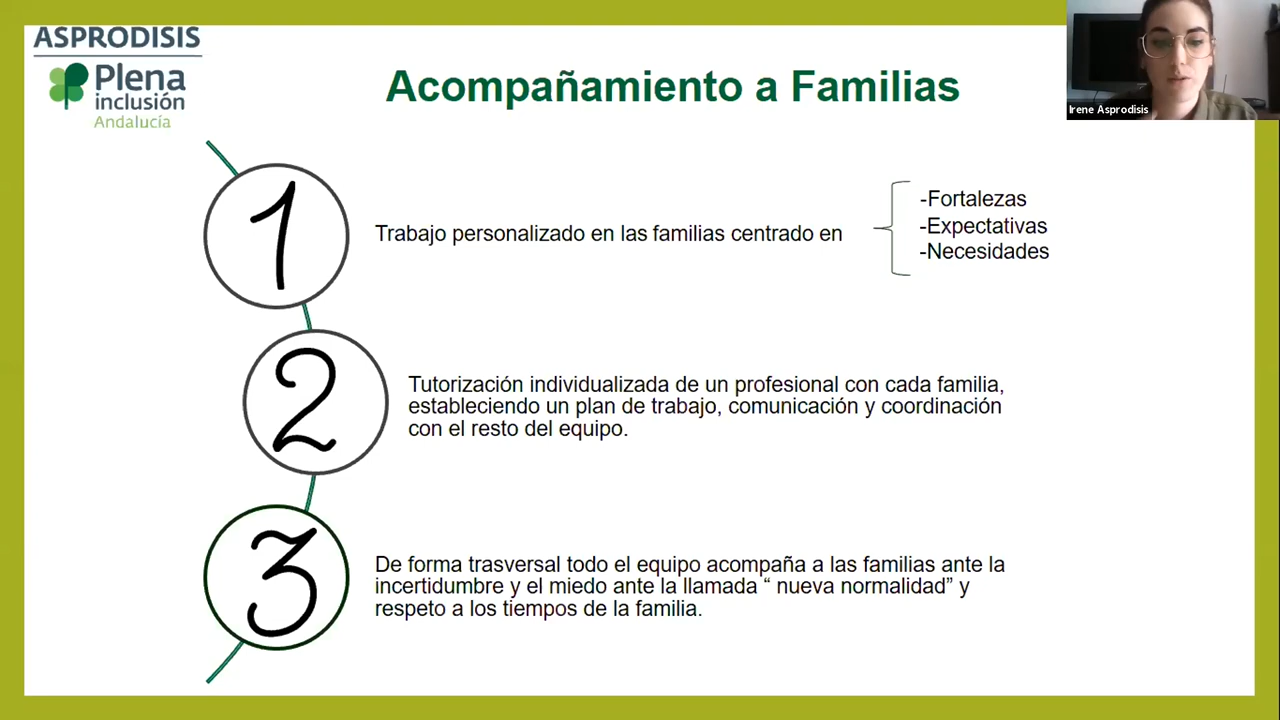 ASPRODISIS
Plena
inclusión
Andalucía
Acompañamiento a Familias
Irene Asprodisis
1
Trabajo personalizado en las familias centrado en
-Fortalezas
-Expectativas
-Necesidades
2
Tutorización individualizada de un profesional con cada familia,
estableciendo un plan de trabajo, comunicación y coordinación
con el resto del equipo.
3
De forma trasversal todo el equipo acompaña a las familias ante la
incertidumbre y el miedo ante la llamada “ nueva normalidad” y
respeto a los tiempos de la familia.